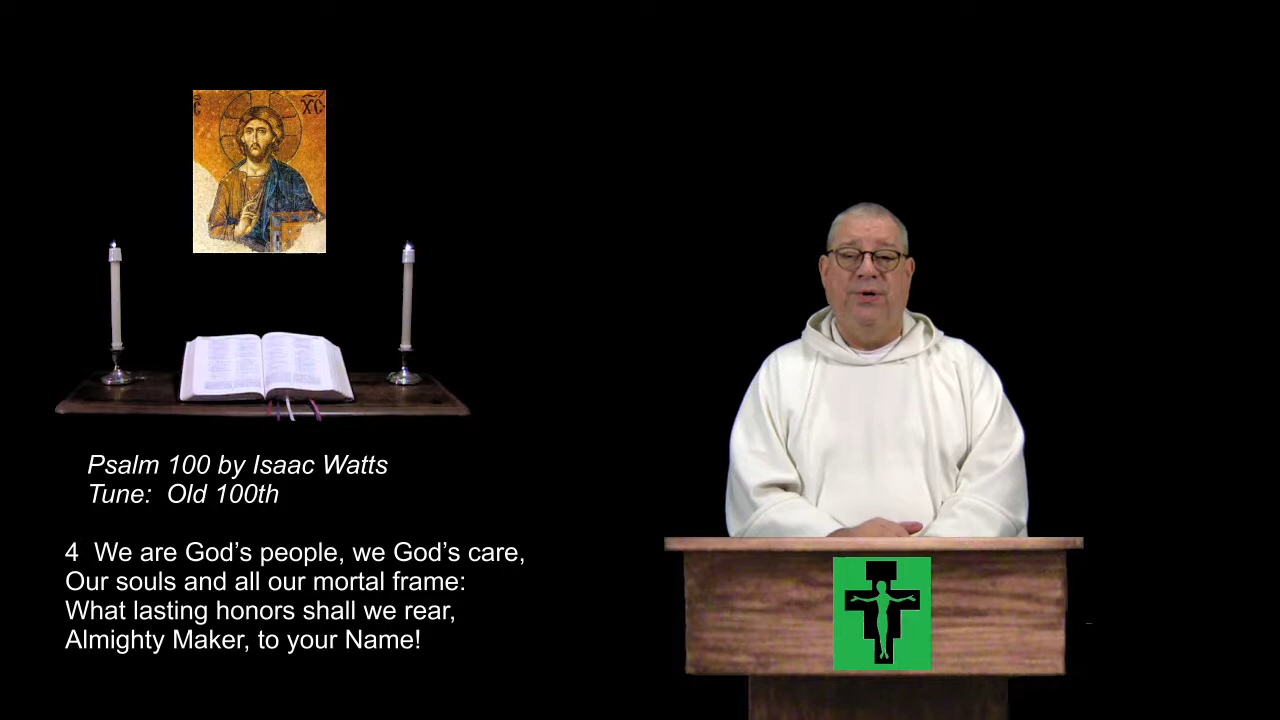 XC
Psalm 100 by Isaac Watts
Tune:  Old 100th
4  We are God’s people, we God’s care,
Our souls and all our mortal frame:
What lasting honors shall we rear,
Almighty Maker, to your Name!